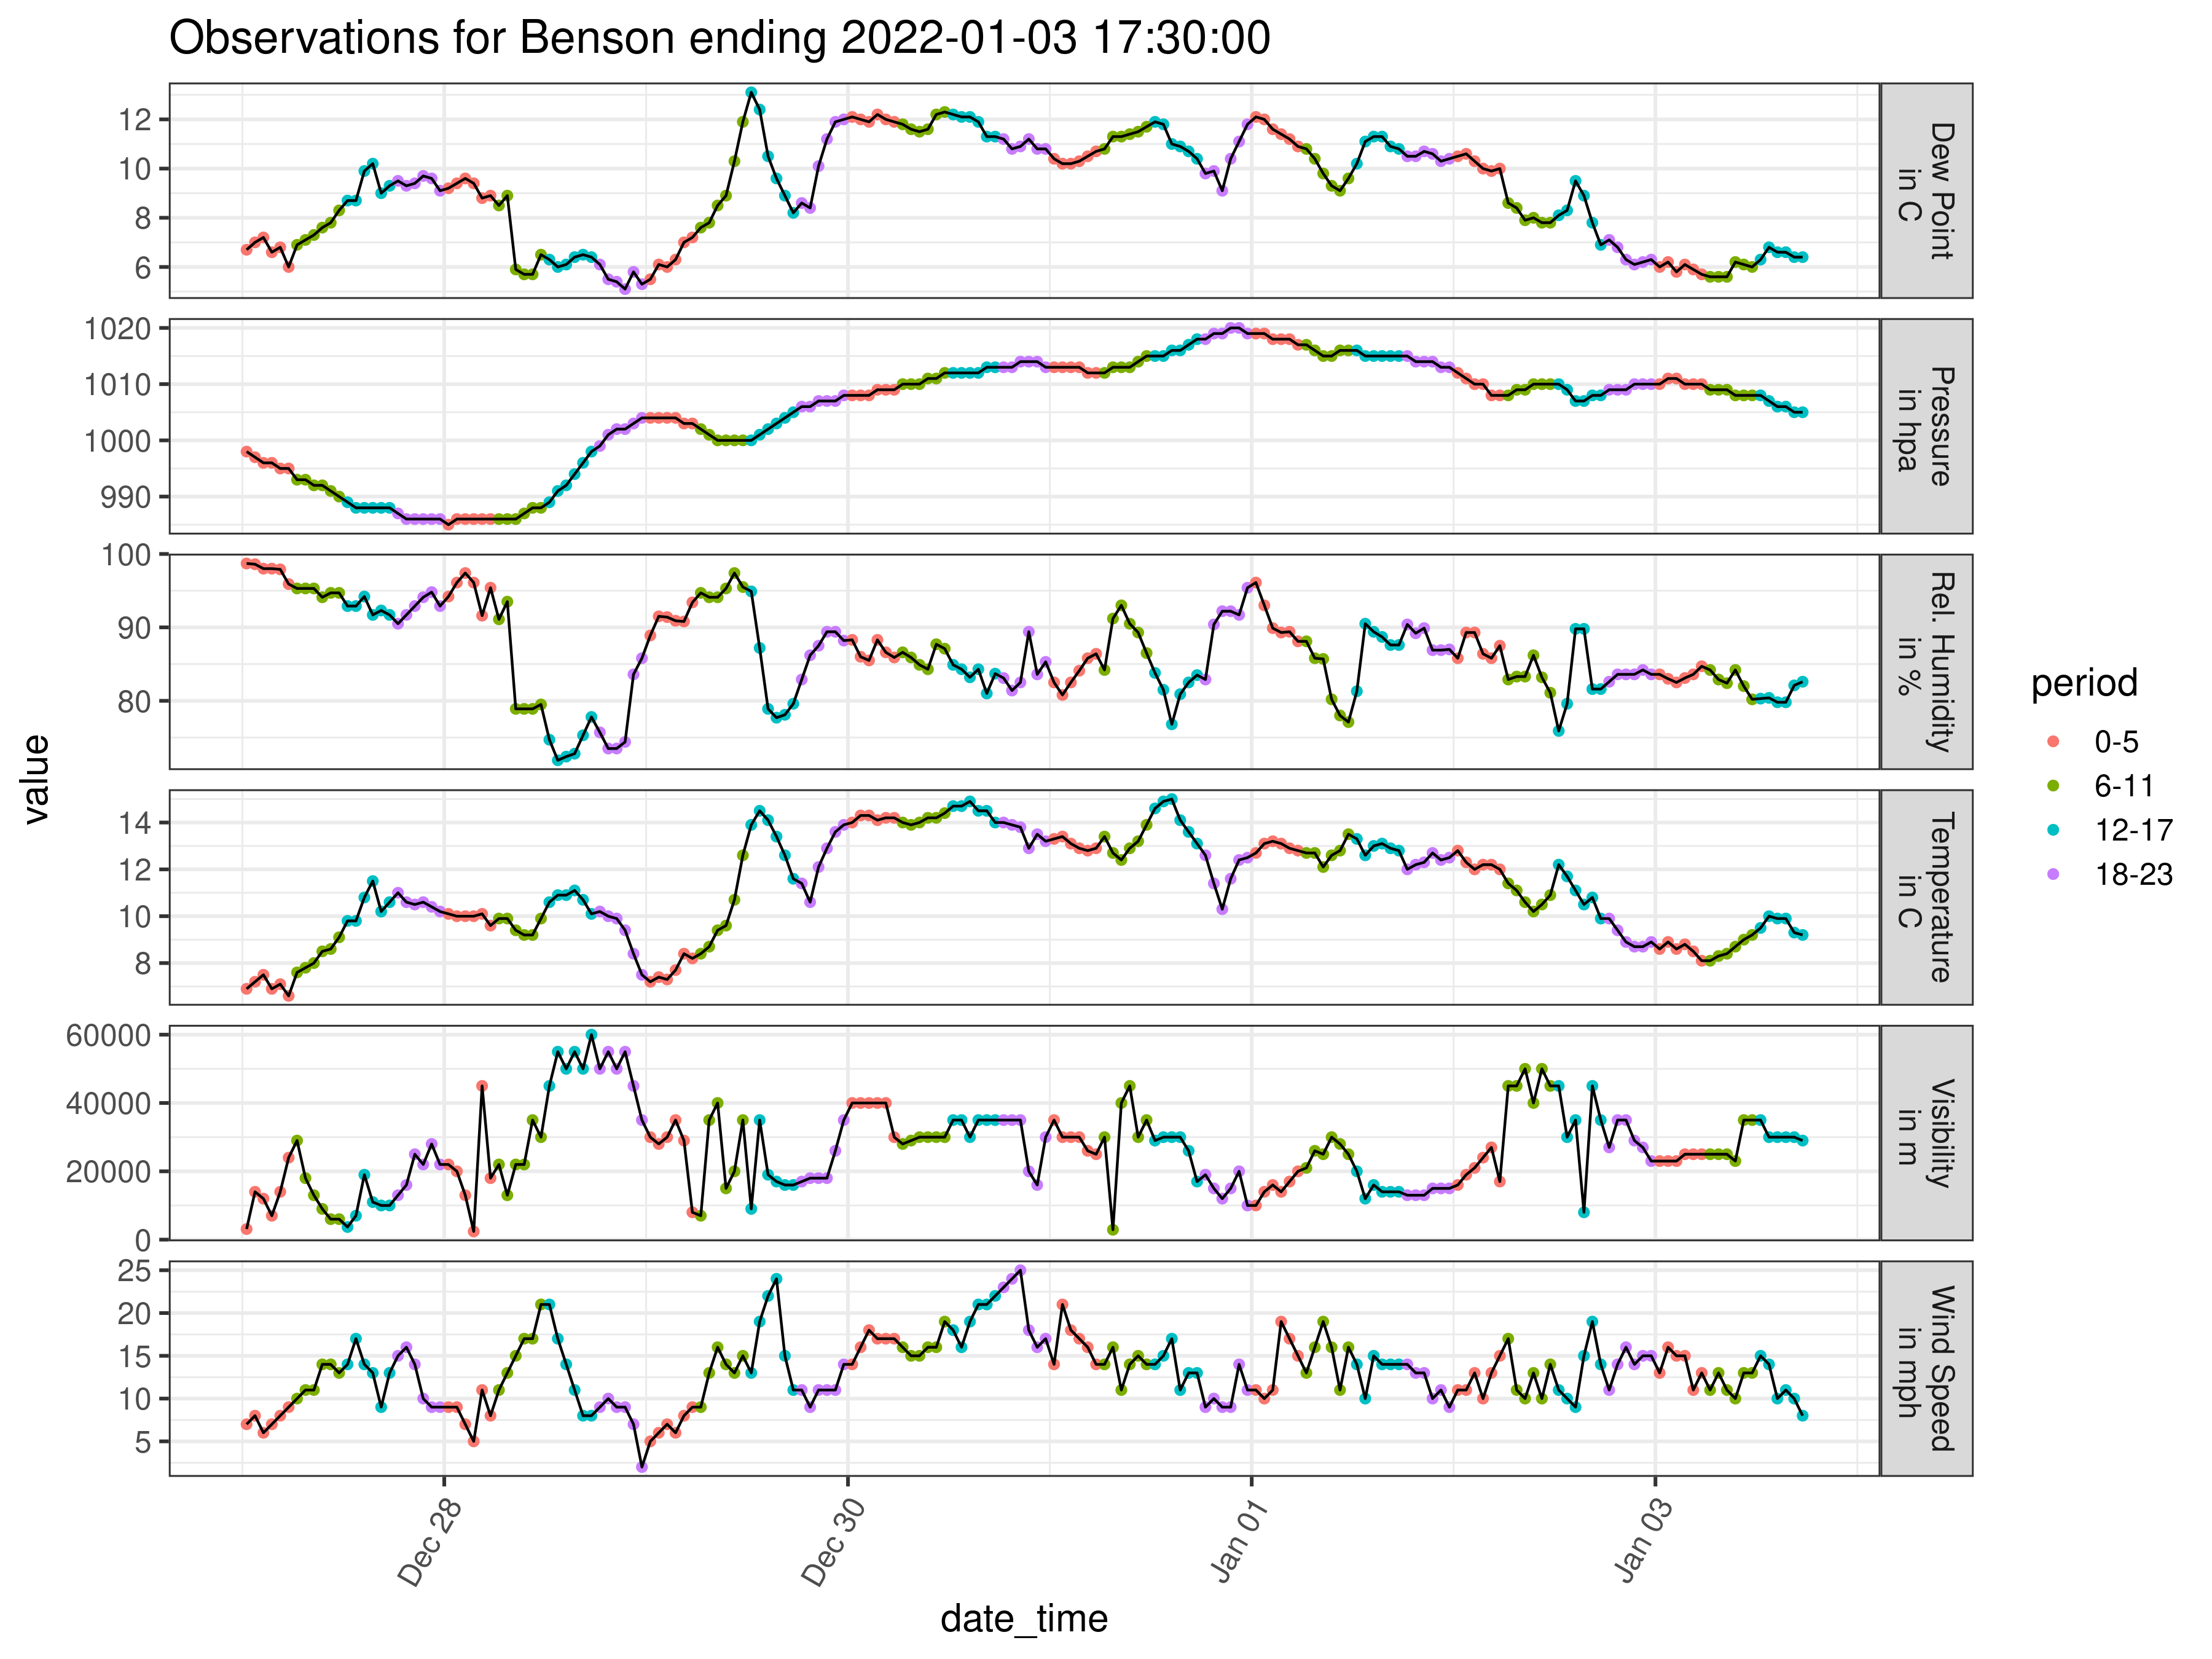 Observations for Benson ending 2022-01-03 17:30:00
value
12
10
8
6
Dew Point
in C
1020
1010
1000
990
Pressure
in hpa
100
90
80
Rel. Humidity
in %
14
12
10
8
Temperature
in C
60000
40000
20000
0
Visibility
in m
25
20
15
10
5
Wind Speed
in mph
Dec 28
Dec 30
Jan 01
Jan 03
date_time
period
0-5
6-11
12-17
18-23